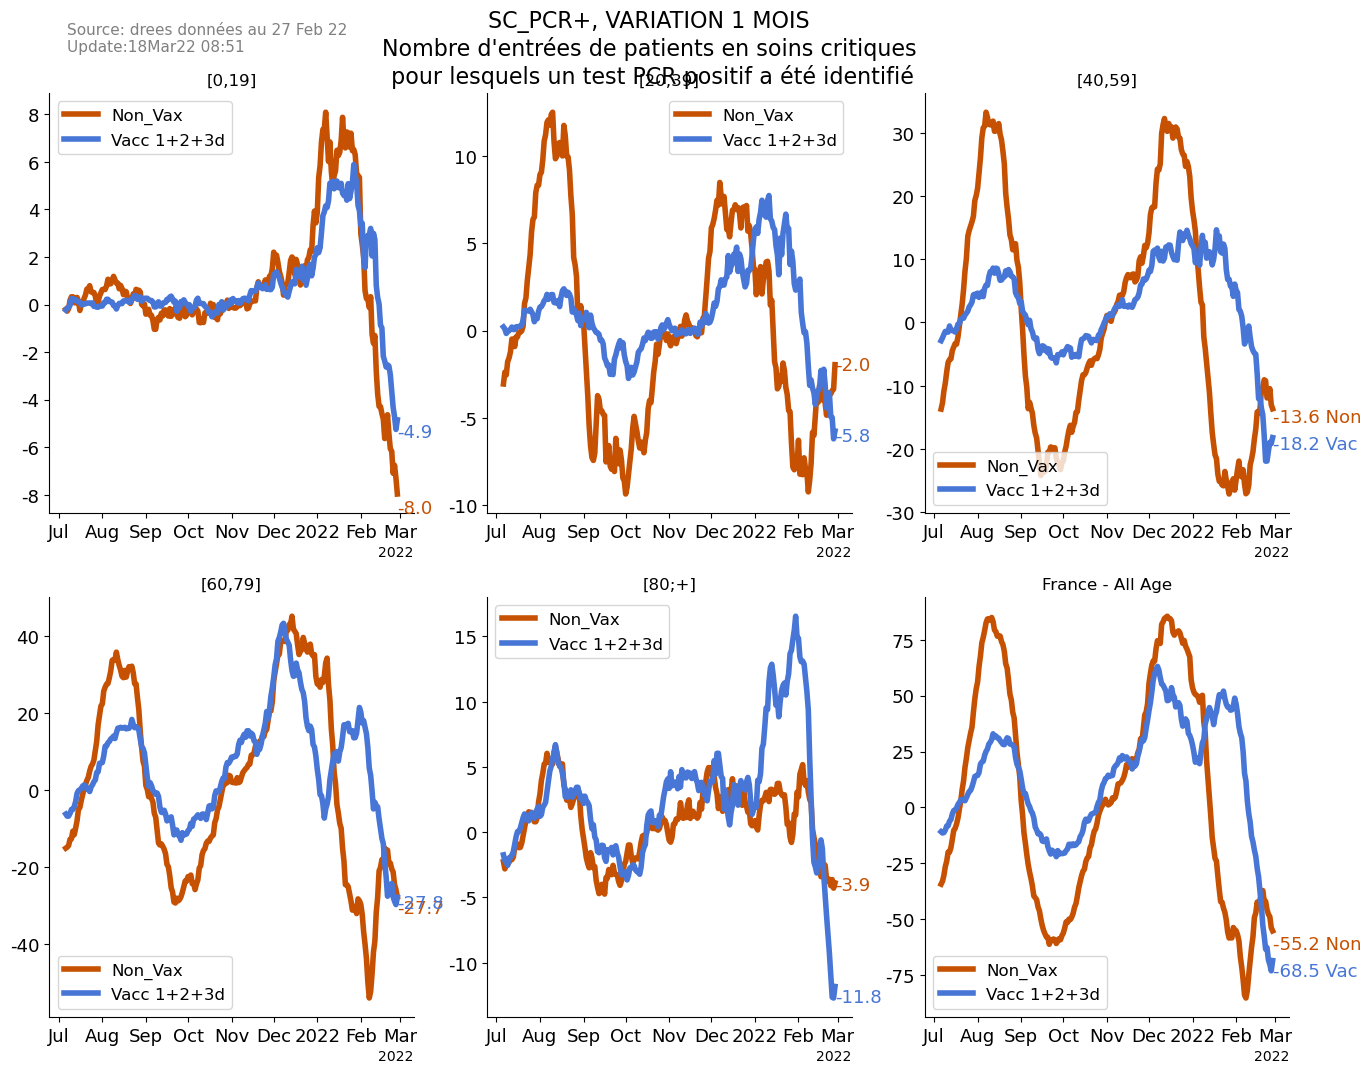 Source: drees données au 27 Feb 22
Update:18Mar22 08:51
SC_PCR+, VARIATION 1 MOIS
Nombre d'entrées de patients en soins critiques
pour lesquels un test PCR positif a été identifié
[0,19]
8
6
4
2
0
-2
-4
-6
-8
Non_Vax
Vacc 1+2+3d
-4.9
-8.0
Jul Aug Sep Oct Nov Dec 2022 Feb Mar
2022
[20,39]
10
5
0
-5
-10
Non_Vax
Vacc 1+2+3d
-2.0
-5.8
Jul Aug Sep Oct Nov Dec 2022 Feb Mar
2022
[40,59]
30
20
10
0
-10
-20
-30
Non_Vax
Vacc 1+2+3d
-13.6 Non
-18.2 Vac
Jul Aug Sep Oct Nov Dec 2022 Feb Mar
2022
[60,79]
40
20
0
-20
-40
Non_Vax
Vacc 1+2+3d
-27.8
-27.7
Jul Aug Sep Oct Nov Dec 2022 Feb Mar
2022
[80;+]
15
10
5
0
-5
-10
Non_Vax
Vacc 1+2+3d
-3.9
-11.8
Jul Aug Sep Oct Nov Dec 2022 Feb Mar
2022
France - All Age
75
50
25
0
-25
-50
-75
Non_Vax
Vacc 1+2+3d
-55.2 Non
-68.5 Vac
Jul Aug Sep Oct Nov Dec 2022 Feb Mar
2022